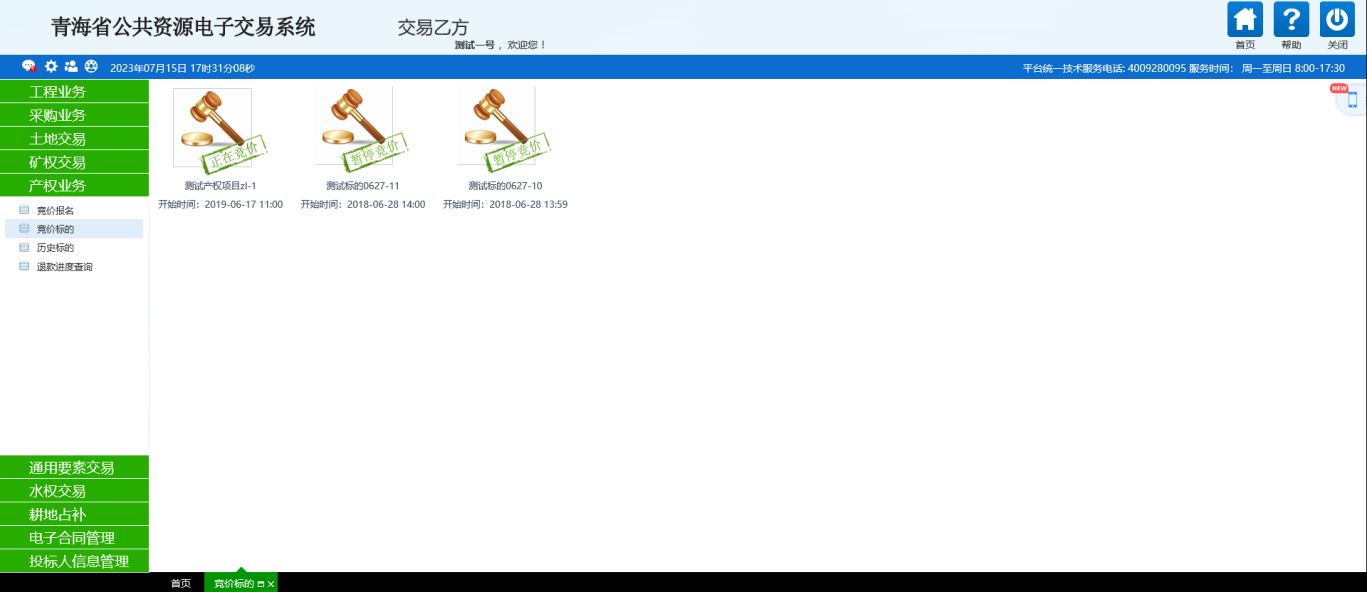 青海省公共资源电子交易系统
交易乙方
测试一号 ，欢迎您！
首页
帮助
关闭
2023年07月15日 17时31分08秒
平台统一技术服务电话: 4009280095 服务时间： 周一至周日 8:00-17:30
工程业务
采购业务
土地交易
矿权交易
产权业务
竞价报名
竞价标的
历史标的
退款进度查询
NEW
正在竞价
暂停竞价
暂停竞价
测试产权项目zl-1
测试标的0627-11
测试标的0627-10
开始时间：2019-06-17 11:00
开始时间：2018-06-28 14:00
开始时间：2018-06-28 13:59
通用要素交易
水权交易
耕地占补
电子合同管理
投标人信息管理
首页
竞价标的